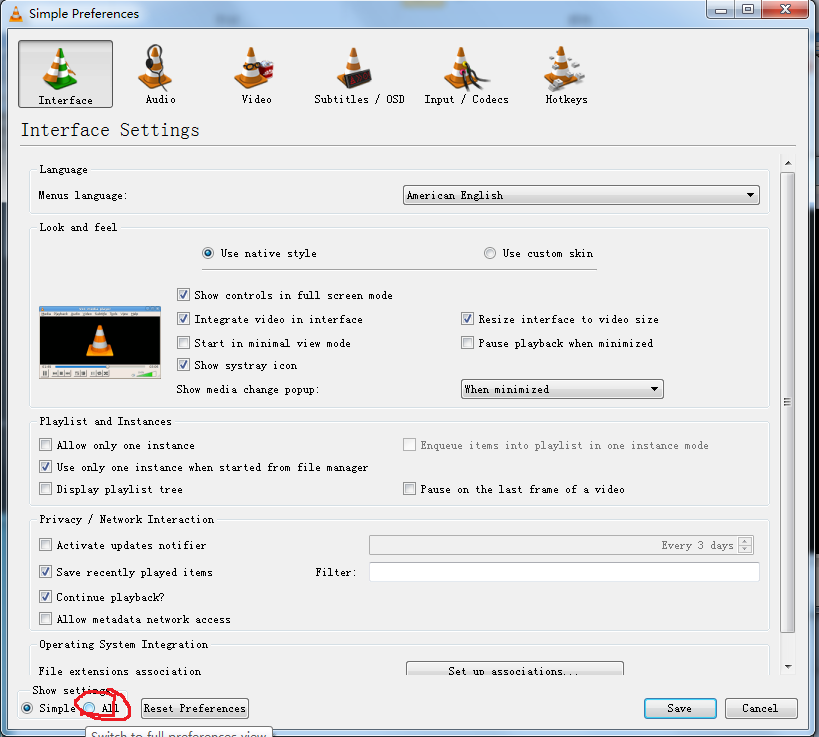 Simple Preferences
Interface Audio Video Subtitles / OSD Input / Codecs Hotkeys
Interface Settings
Language
Menus language: American English
Look and feel
Use native style Use custom skin
Show controls in full screen mode
Integrate video in interface Resize interface to video size
Start in minimal view mode Pause playback when minimized
Show systray icon
Show media change popup: When minimized
Playlist and Instances
Allow only one instance Enqueue items into playlist in one instance mode
Use only one instance when started from file manager
Display playlist tree Pause on the last frame of a video
Privacy / Network Interaction
Activate updates notifier Every 3 days
Save recently played items Filter:
Continue playback?
Allow metadata network access
Operating System Integration
File extensions association Set up associations...
Show settings
Simple All Reset Preferences Save Cancel
Switch to full preferences view